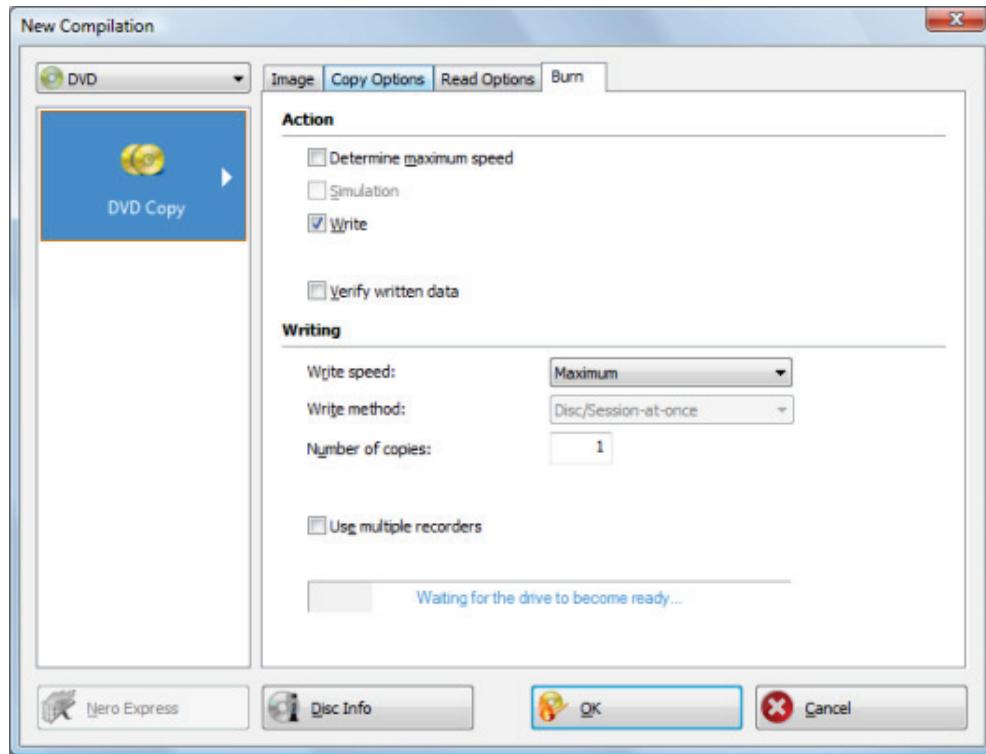 New Compilation
DVD
Image Copy Options Read Options Burn
DVD Copy
Action
Determine maximum speed
Simulation
Write
Verify written data
Writing
Write speed: Maximum
Write method: Disc/Session-at-once
Number of copies: 1
Use multiple recorders
Waiting for the drive to become ready...
Nero Express Disc Info OK Cancel